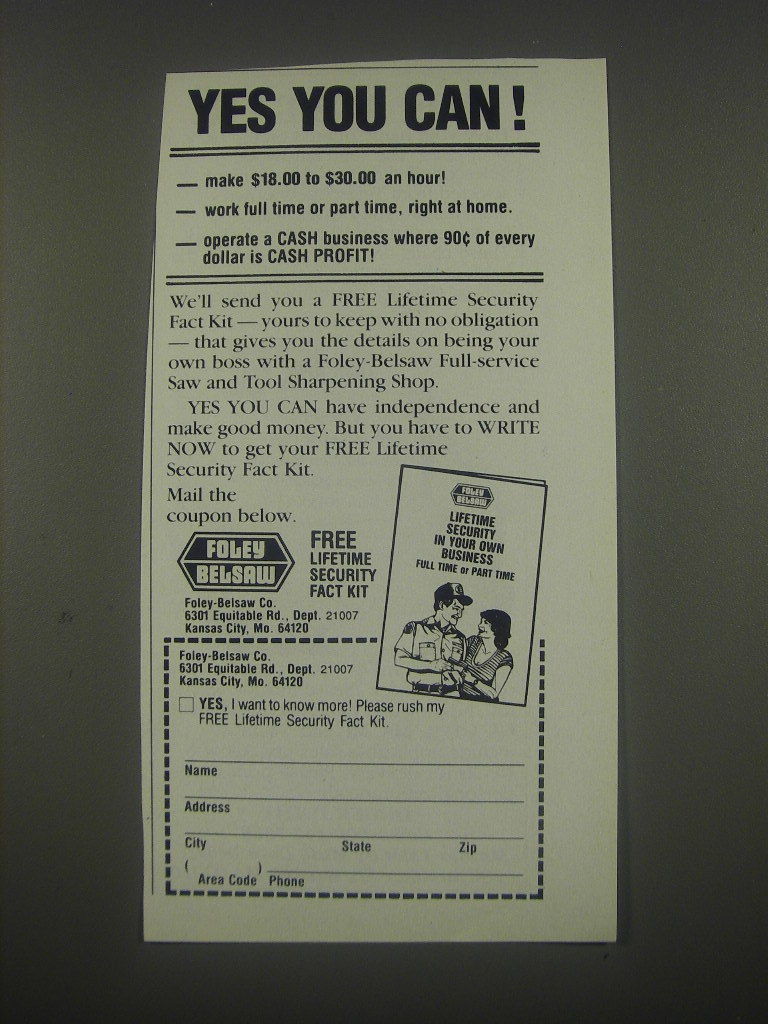 YES YOU CAN!
— make $18.00 to $30.00 an hour!
— work full time or part time, right at home.
— operate a CASH business where 90¢ of every
dollar is CASH PROFIT!
We'll send you a FREE Lifetime Security
Fact Kit — yours to keep with no obligation
— that gives you the details on being your
own boss with a Foley-Belsaw Full-service
Saw and Tool Sharpening Shop.
YES YOU CAN have independence and
make good money. But you have to WRITE
NOW to get your FREE Lifetime
Security Fact Kit.
Mail the
coupon below.
FOLEY
BELSAW
FREE
LIFETIME
SECURITY
FACT KIT
Foley-Belsaw Co.
6301 Equitable Rd., Dept. 21007
Kansas City, Mo. 64120
FOLEY
BELSAW
LIFETIME
SECURITY
IN YOUR OWN
BUSINESS
FULL TIME or PART TIME
Foley-Belsaw Co.
6301 Equitable Rd., Dept. 21007
Kansas City, Mo. 64120
YES, I want to know more! Please rush my
FREE Lifetime Security Fact Kit.
Name
Address
City State Zip
( )
Area Code Phone